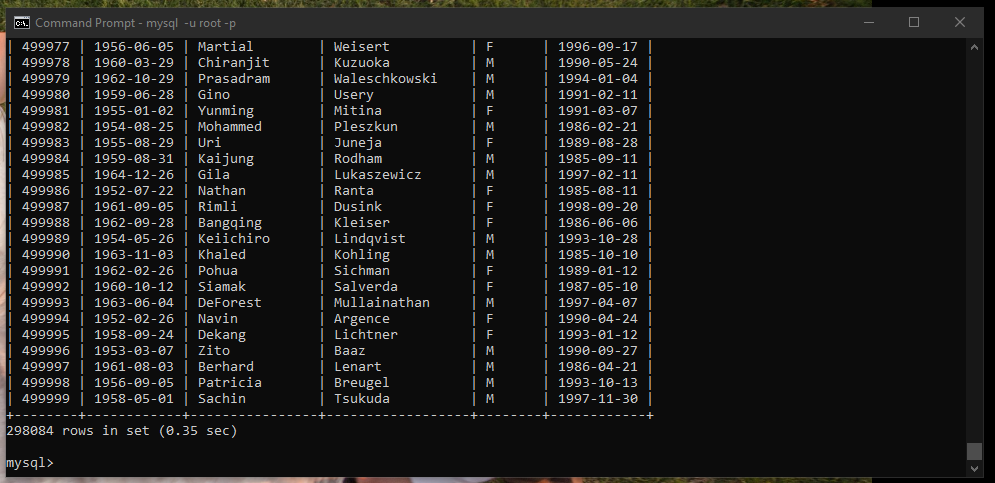 Command Prompt - mysql -u root -p
| 499977 | 1956-06-05 | Martial        | Weisert          | F      | 1996-09-17 |
| 499978 | 1960-03-29 | Chiranjit      | Kuzuoka          | M      | 1990-05-24 |
| 499979 | 1962-10-29 | Prasadram      | Waleschkowski    | M      | 1994-01-04 |
| 499980 | 1959-06-28 | Gino           | Usery            | M      | 1991-02-11 |
| 499981 | 1955-01-02 | Yunming        | Mitina           | F      | 1991-03-07 |
| 499982 | 1954-08-25 | Mohammed       | Pleszkun         | M      | 1986-02-21 |
| 499983 | 1955-08-29 | Uri            | Juneja           | F      | 1989-08-28 |
| 499984 | 1959-08-31 | Kaijung        | Rodham           | M      | 1985-09-11 |
| 499985 | 1964-12-26 | Gila           | Lukaszewicz      | M      | 1997-02-11 |
| 499986 | 1952-07-22 | Nathan         | Ranta            | F      | 1985-08-11 |
| 499987 | 1961-09-05 | Rimli          | Dusink           | F      | 1998-09-20 |
| 499988 | 1962-09-28 | Bangqing       | Kleiser          | F      | 1986-06-06 |
| 499989 | 1954-05-26 | Keiichiro      | Lindqvist        | M      | 1993-10-28 |
| 499990 | 1963-11-03 | Khaled         | Kohling          | M      | 1985-10-10 |
| 499991 | 1962-02-26 | Pohua          | Sichman          | F      | 1989-01-12 |
| 499992 | 1960-10-12 | Siamak         | Salverda         | F      | 1987-05-10 |
| 499993 | 1963-06-04 | DeForest       | Mullainathan     | M      | 1997-04-07 |
| 499994 | 1952-02-26 | Navin          | Argence          | F      | 1990-04-24 |
| 499995 | 1958-09-24 | Dekang         | Lichtner         | F      | 1993-01-12 |
| 499996 | 1953-03-07 | Zito           | Baaz             | M      | 1990-09-27 |
| 499997 | 1961-08-03 | Berhard        | Lenart           | M      | 1986-04-21 |
| 499998 | 1956-09-05 | Patricia       | Breugel          | M      | 1993-10-13 |
| 499999 | 1958-05-01 | Sachin         | Tsukuda          | M      | 1997-11-30 |
+--------+------------+----------------+------------------+--------+------------+
298084 rows in set (0.35 sec)
mysql>